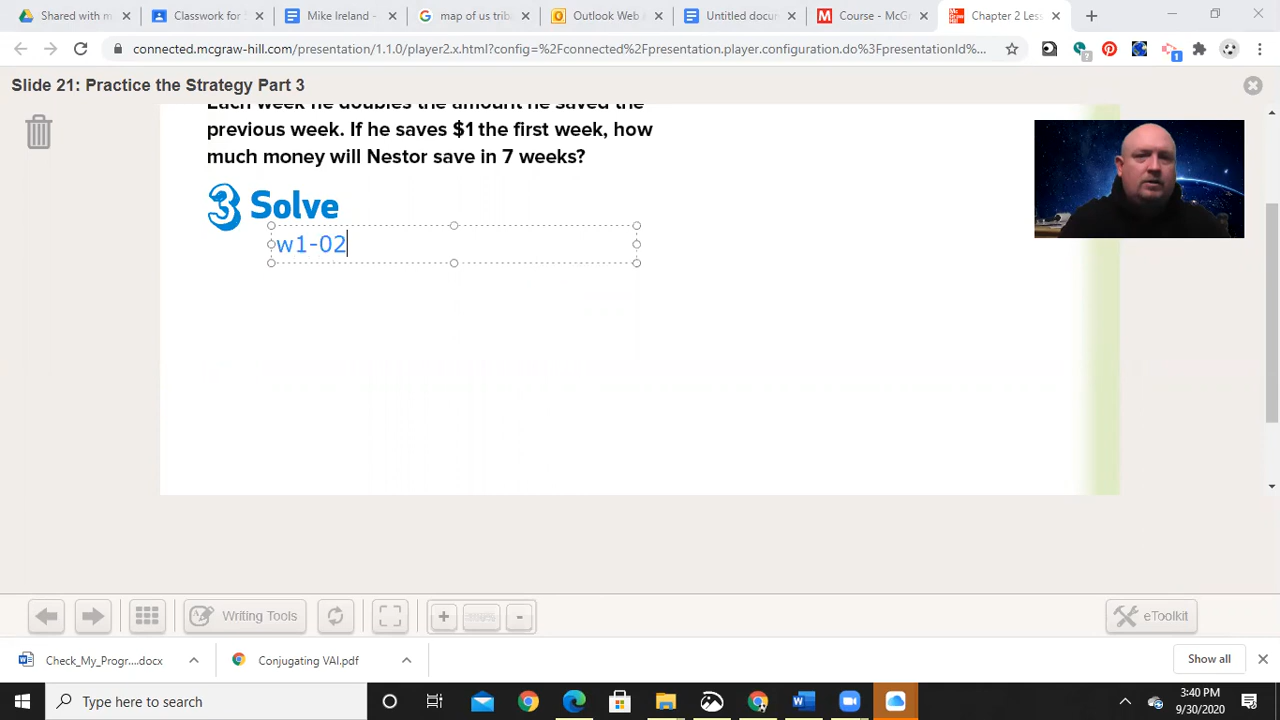 Shared with m
Classwork for
Mike Ireland -
map of us trib
Outlook Web
Untitled docu
Course - McGr
Chapter 2 Less
connected.mcgraw-hill.com/presentation/1.1.0/player2.x.html?config=%2Fconnected%2Fpresentation.player.configuration.do%3FpresentationId%...
Slide 21: Practice the Strategy Part 3
Each week he doubles the amount he saved the
previous week. If he saves $1 the first week, how
much money will Nestor save in 7 weeks?
3 Solve
w1-02
Writing Tools
+
-
eToolkit
Check_My_Progr....docx
Conjugating VAI.pdf
Show all
Type here to search
3:40 PM
9/30/2020